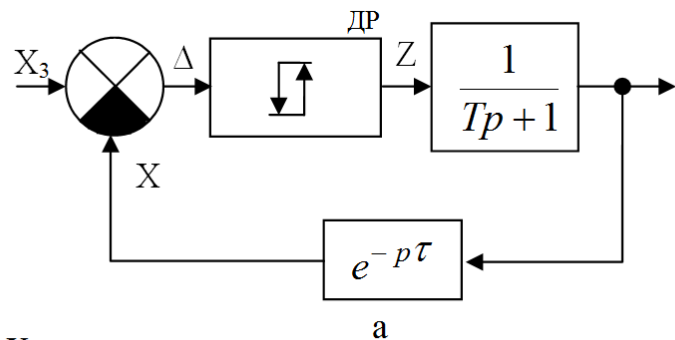 ДР
X₃ Δ Z 1
Tp + 1
X
e^{− pτ}
а